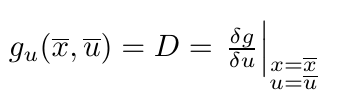 g_u(x̅, u̅) = D = δg/δu |_{x=x̅, u=u̅}